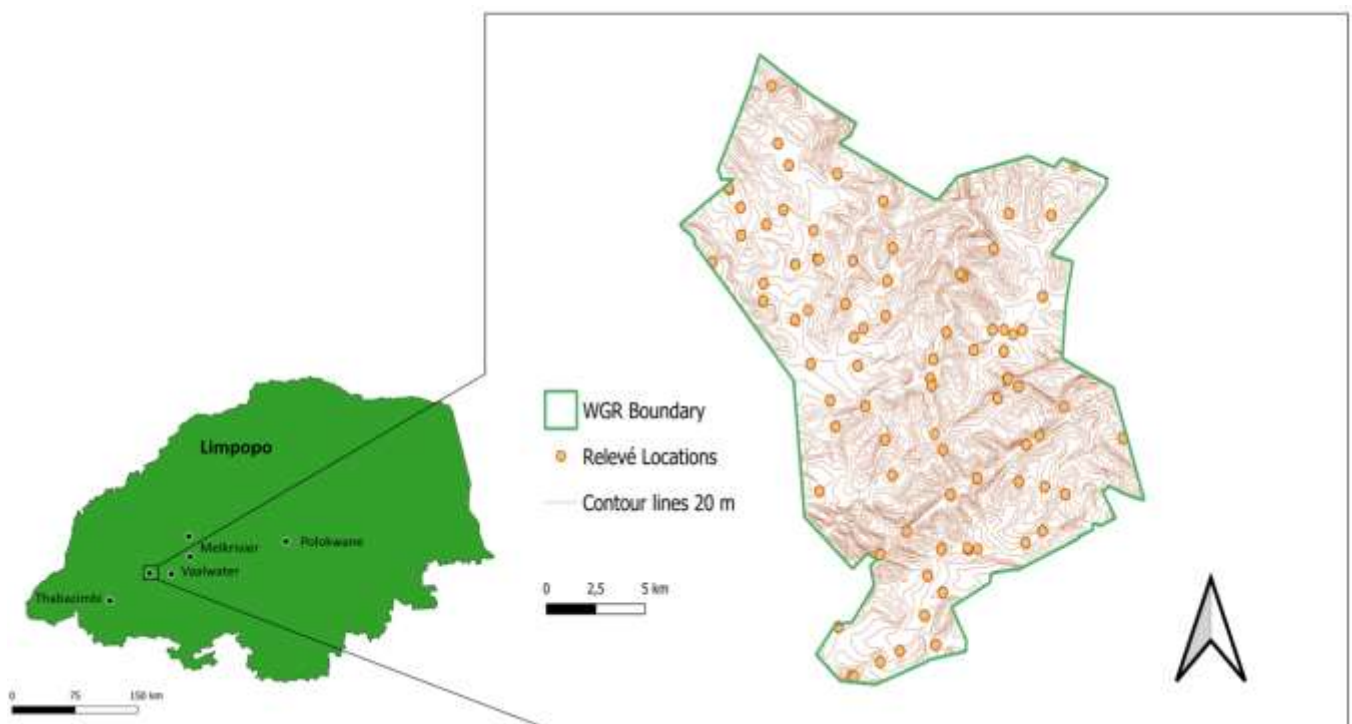 Limpopo
Melkrivier
Polokwane
Vaalwater
Thabazimbi
0 75 150 km
WGR Boundary
Relevé Locations
Contour lines 20 m
0 2,5 5 km